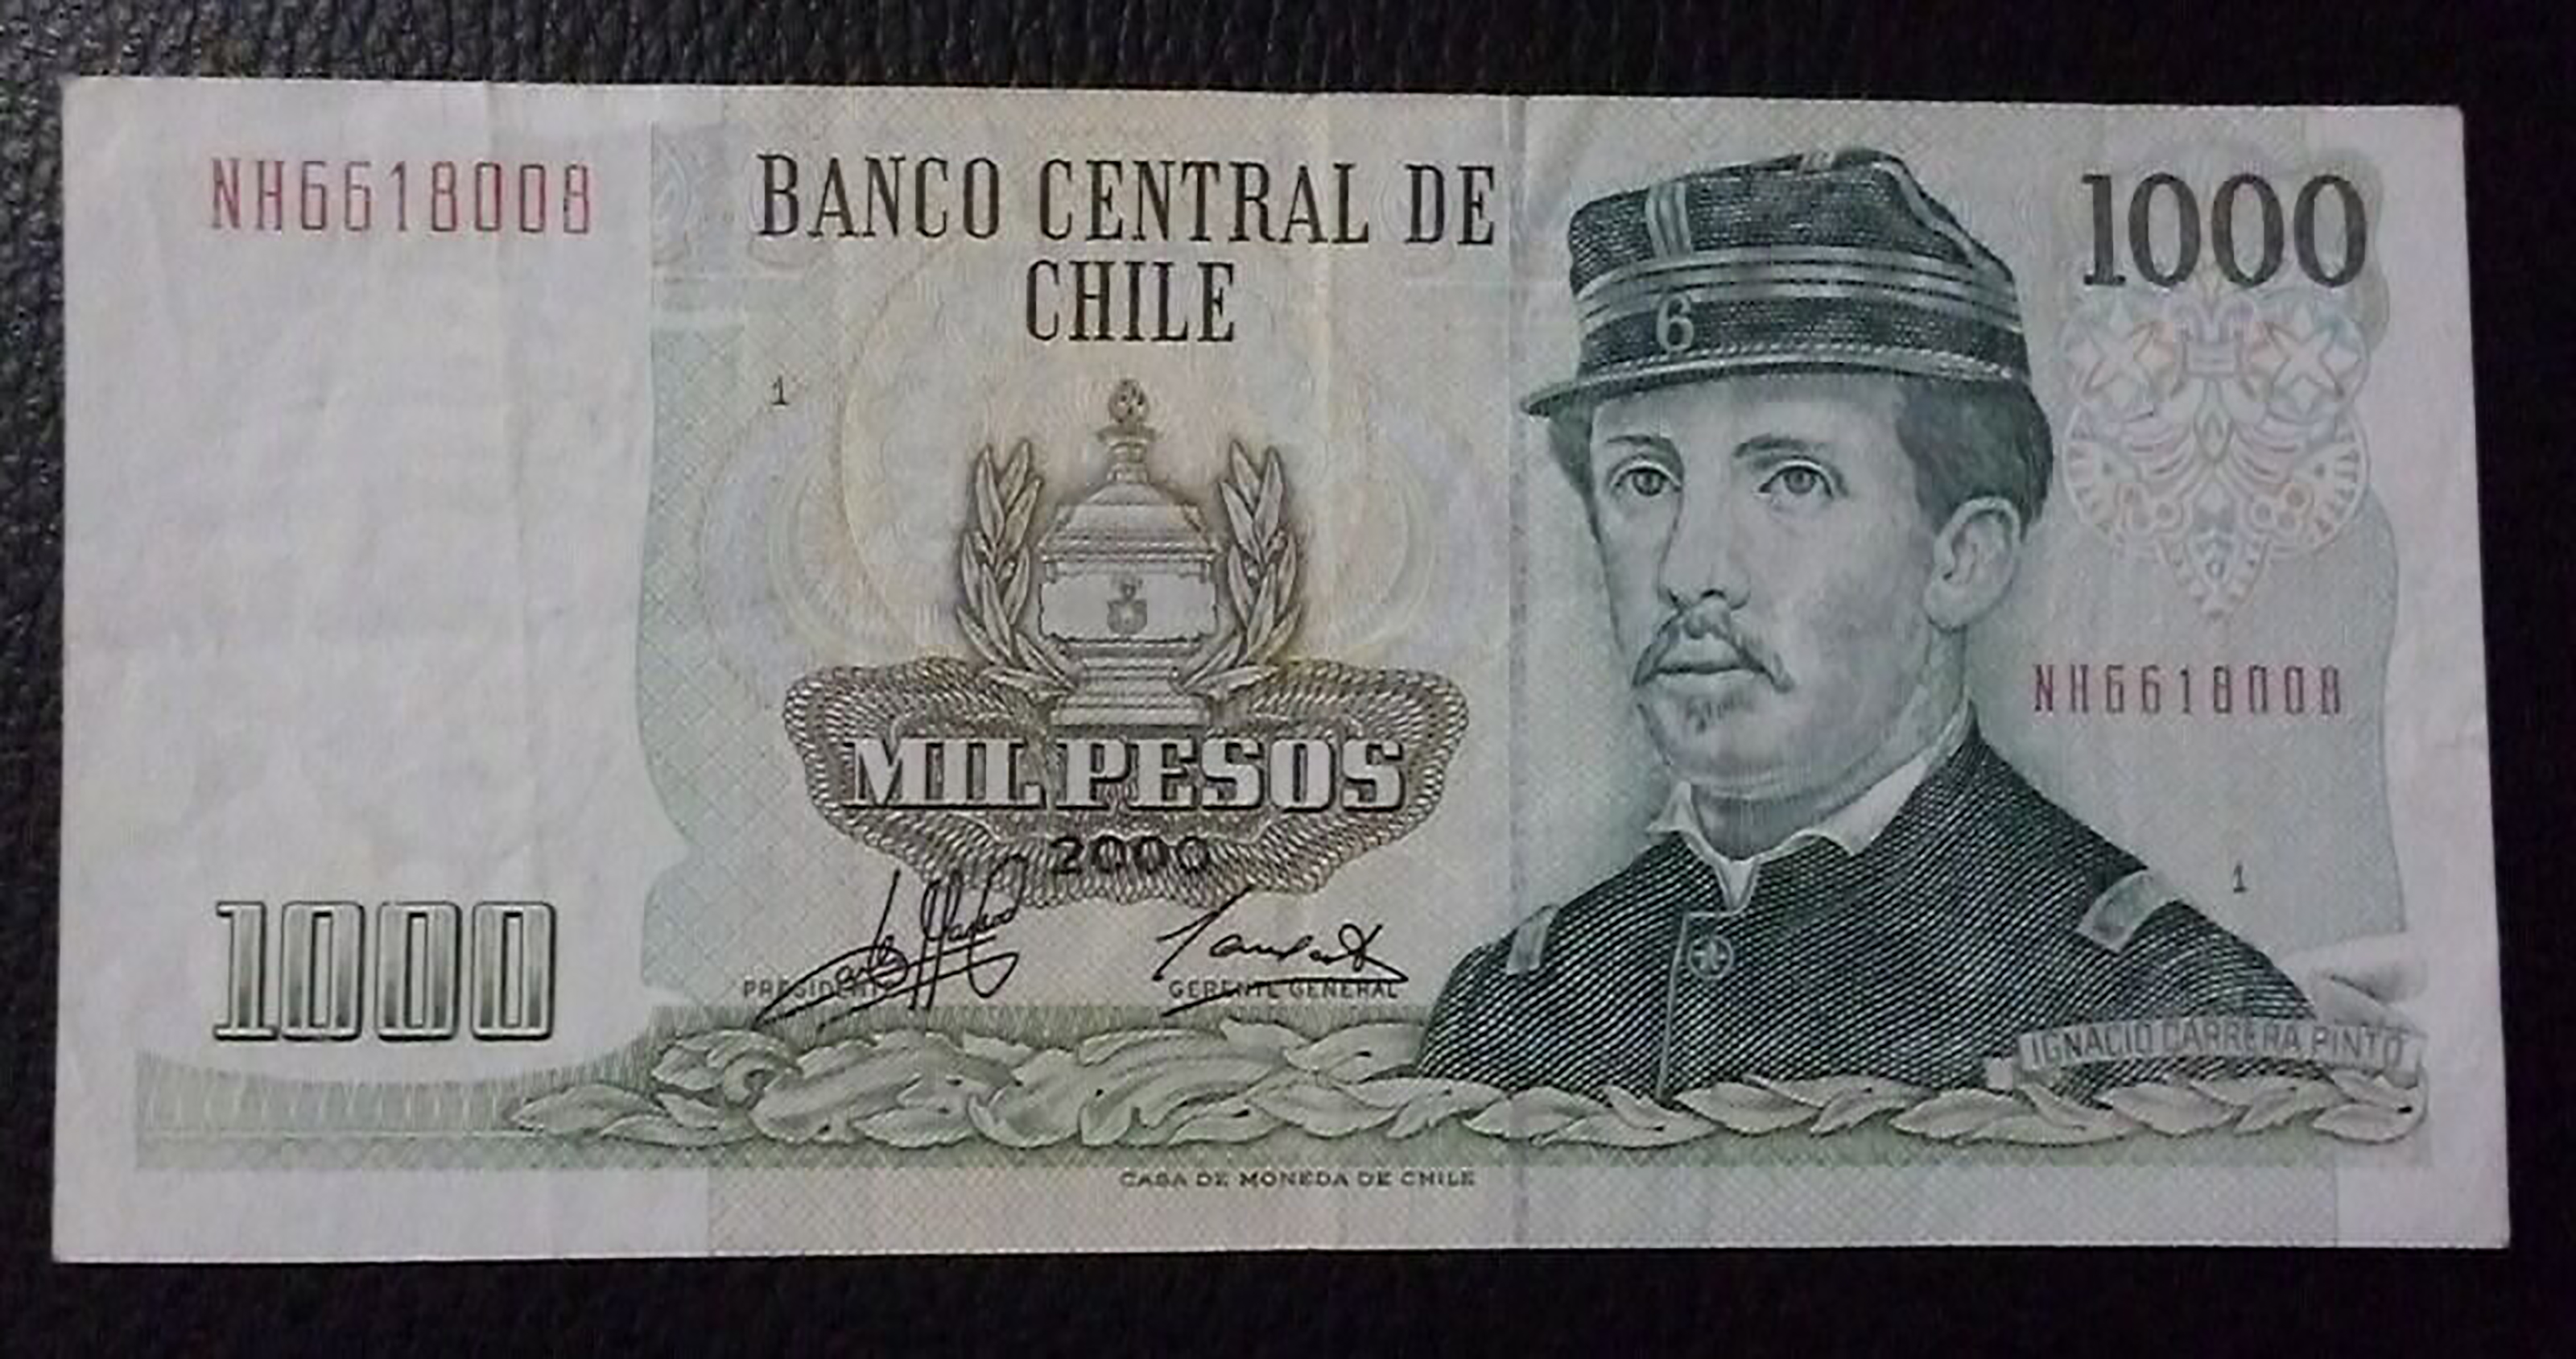 NH6618008
BANCO CENTRAL DE
CHILE
1000
6
1
MIL PESOS
2000
NH6618008
1
1000
PRESIDENTE
GERENTE GENERAL
IGNACIO CARRERA PINTO
CASA DE MONEDA DE CHILE